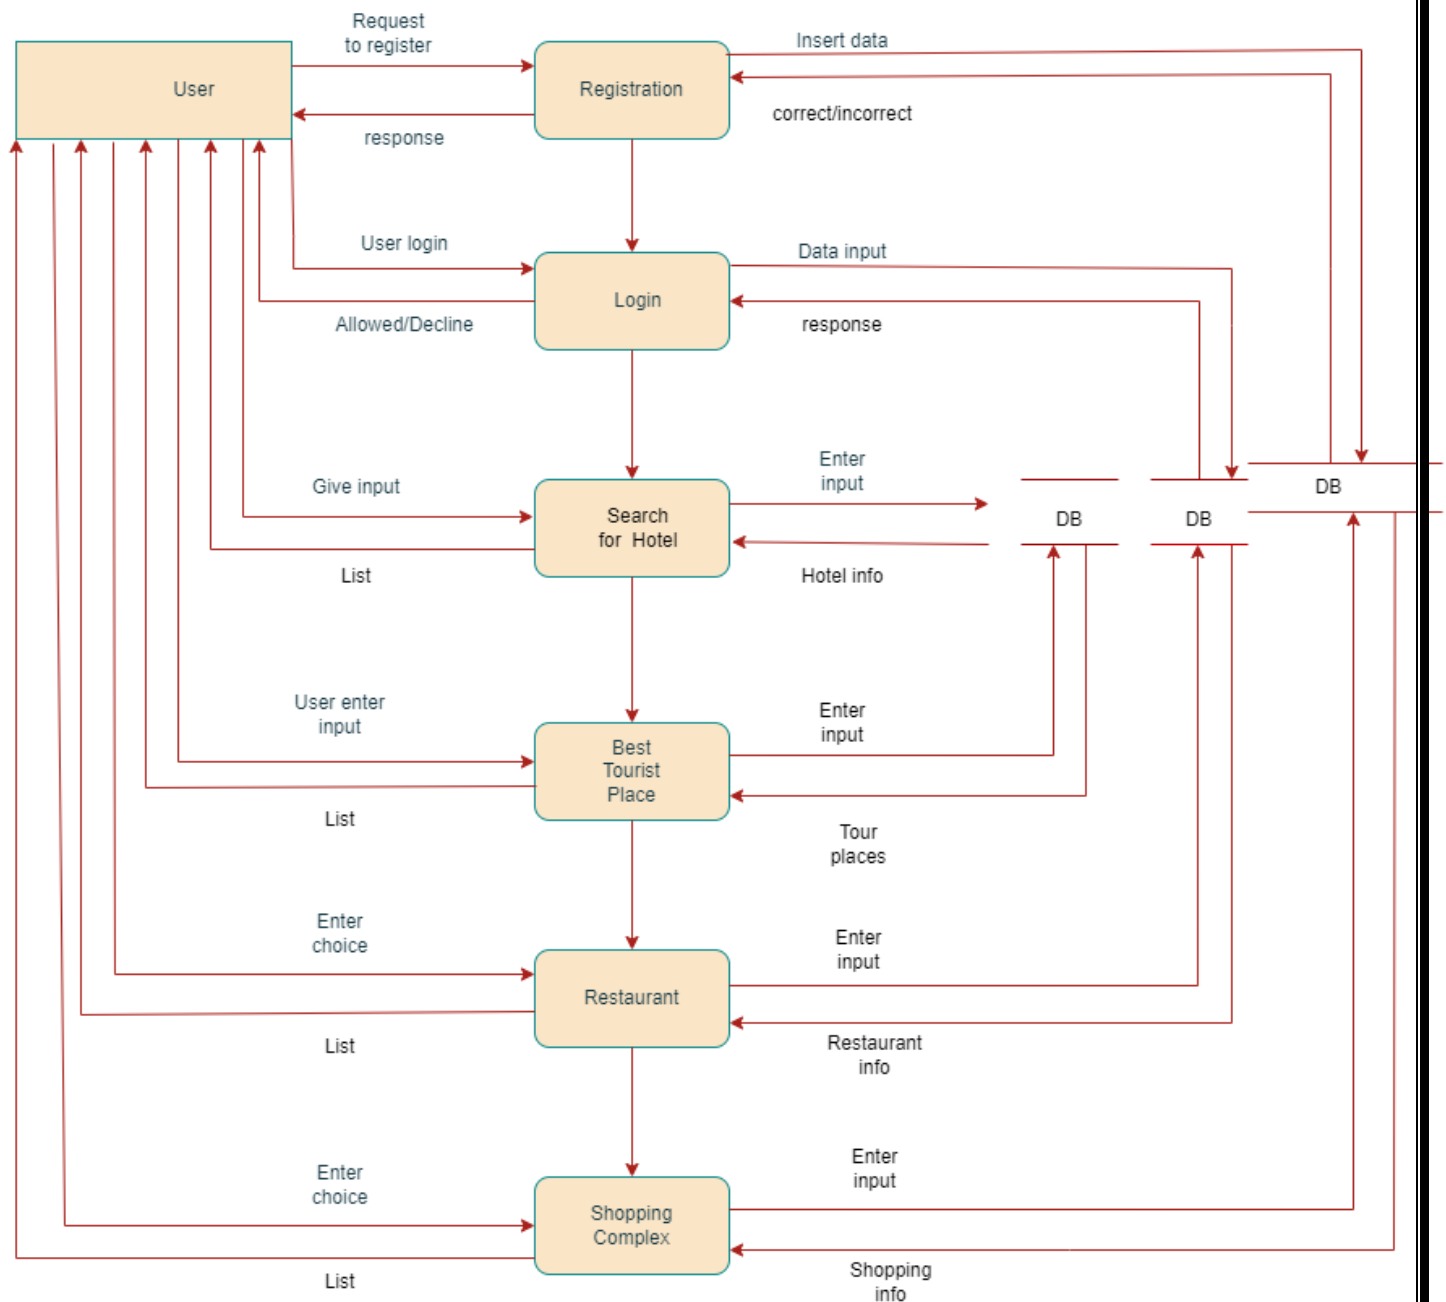 Request
to register
Insert data
User
Registration
correct/incorrect
response
User login
Data input
Login
Allowed/Decline
response
Enter
input
Give input
DB
Search
for Hotel
DB
DB
List
Hotel info
User enter
input
Enter
input
Best
Tourist
Place
List
Tour
places
Enter
choice
Enter
input
Restaurant
List
Restaurant
info
Enter
choice
Enter
input
Shopping
Complex
List
Shopping
info